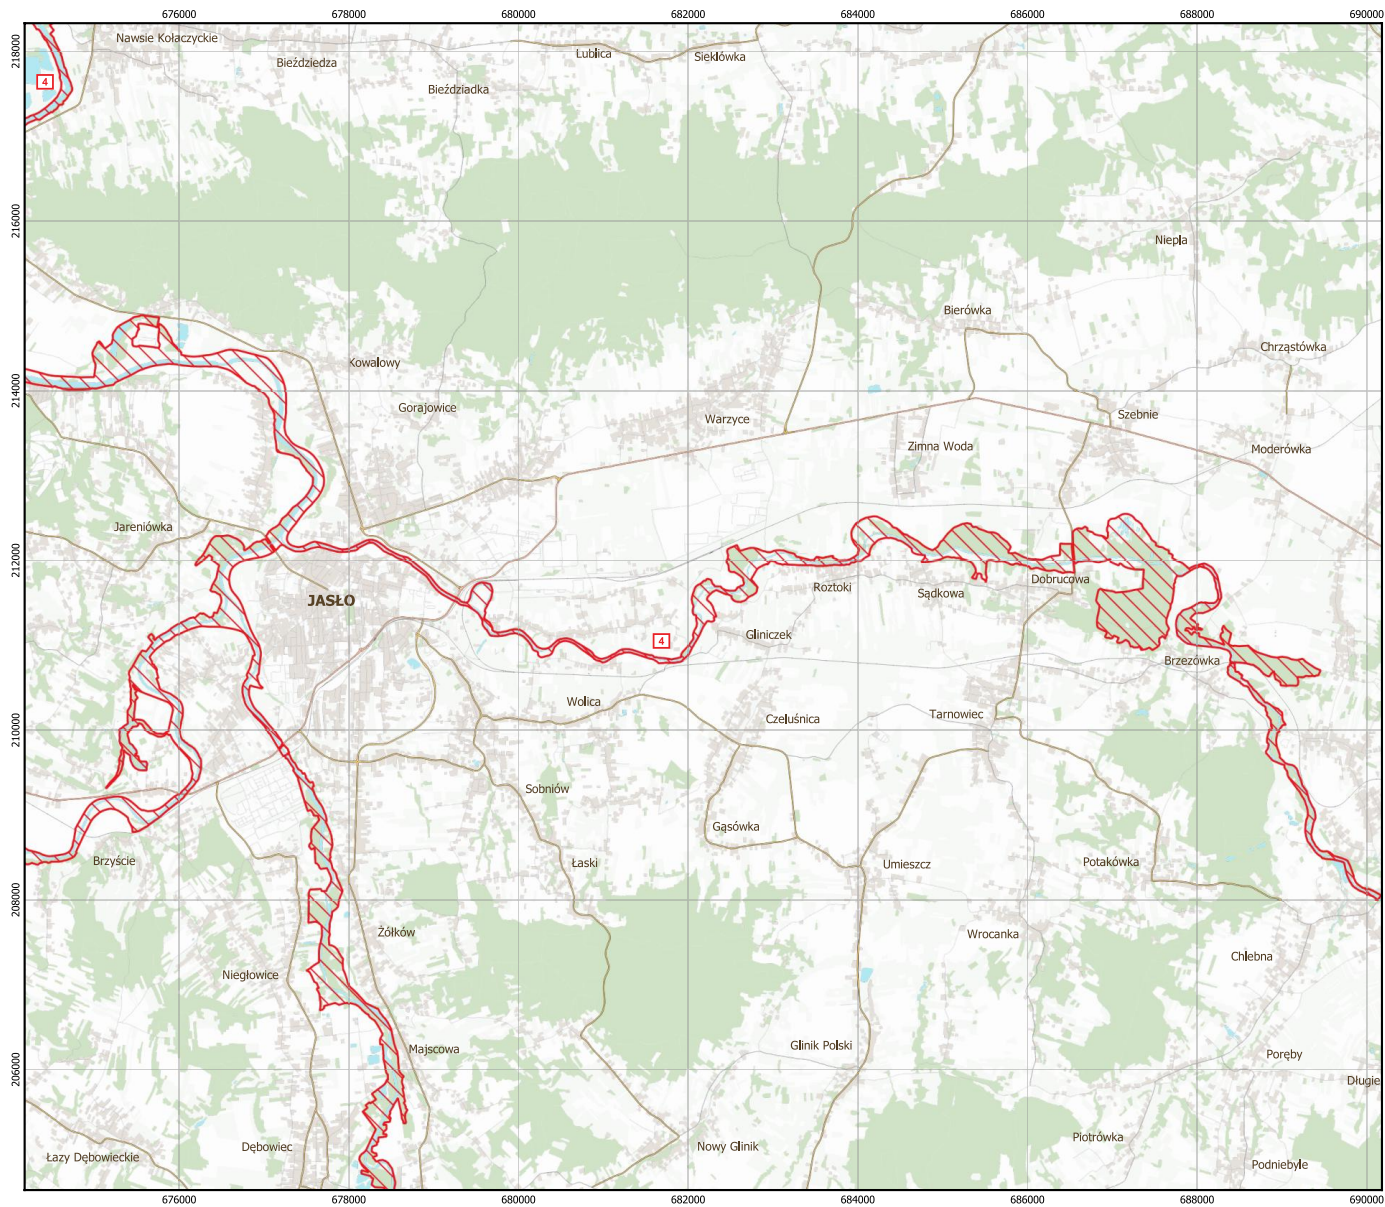 676000 678000 680000 682000 684000 686000 688000 690000
218000
216000
214000
212000
210000
208000
206000
Nawsie Kołaczyckie
Bieździedza
Bieździadka
Lublica
Sieklówka
4
Niepla
Bierówka
Chrząstówka
Kowalowy
Gorajowice
Warzyce
Szebnie
Zimna Woda
Moderówka
Jareniówka
JASŁO
Roztoki
Sądkowa
Dobrucowa
Gliniczek
4
Brzezówka
Wolica
Czeluśnica
Tarnowiec
Sobniów
Gąsówka
Brzyście
Łaski
Umieszcz
Potakówka
Żółków
Wrocanka
Niegłowice
Chlebna
Majscowa
Glinik Polski
Poręby
Długie
Łazy Dębowieckie
Dębowiec
Nowy Glinik
Piotrówka
Podniebyle
676000 678000 680000 682000 684000 686000 688000 690000